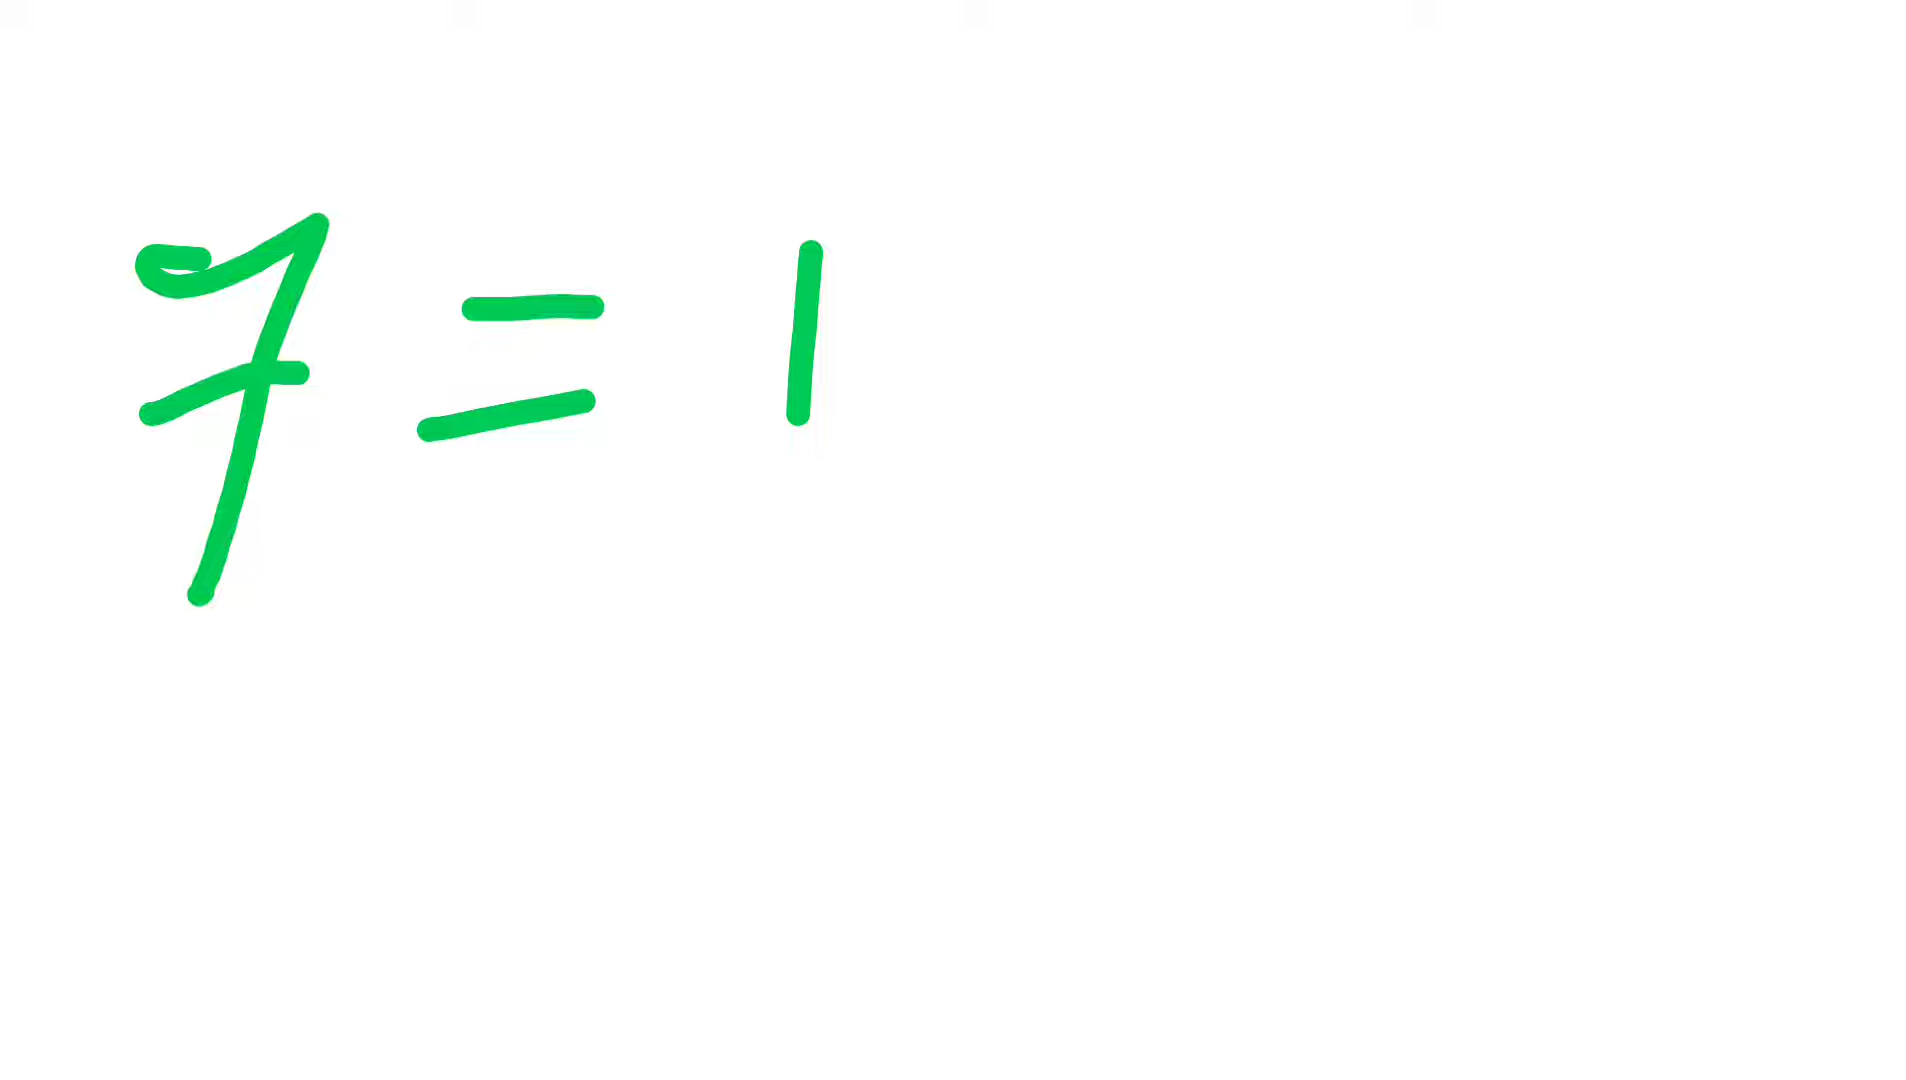 7 = 1